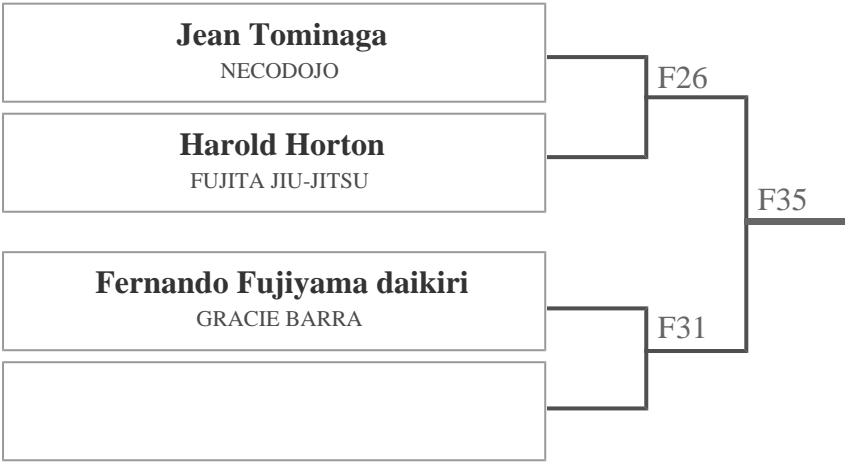 Jean Tominaga
NECODOJO
F26
Harold Horton
FUJITA JIU-JITSU
F35
Fernando Fujiyama daikiri
GRACIE BARRA
F31